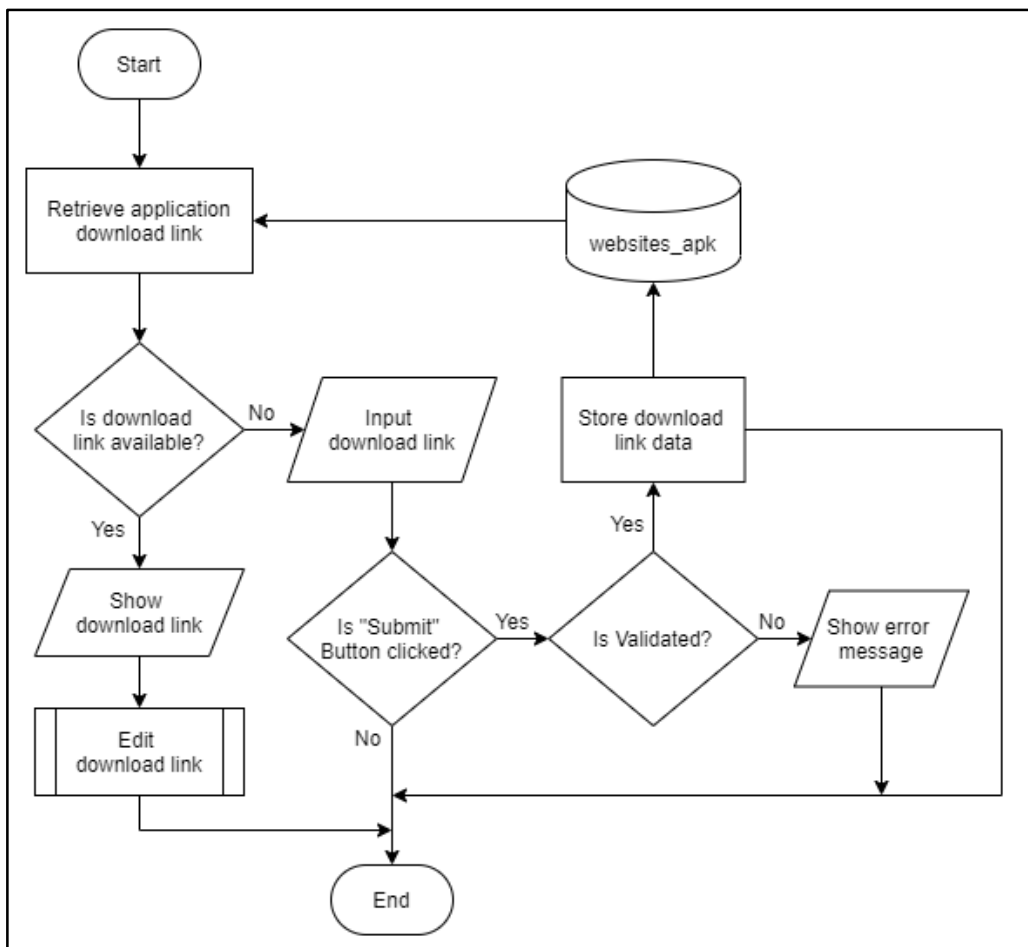 Start
Retrieve application
download link
websites_apk
Is download
link available?
No
Input
download link
Store download
link data
Yes
Yes
Show
download link
Is "Submit"
Button clicked?
Yes
Is Validated?
No
Show error
message
Edit
download link
No
End